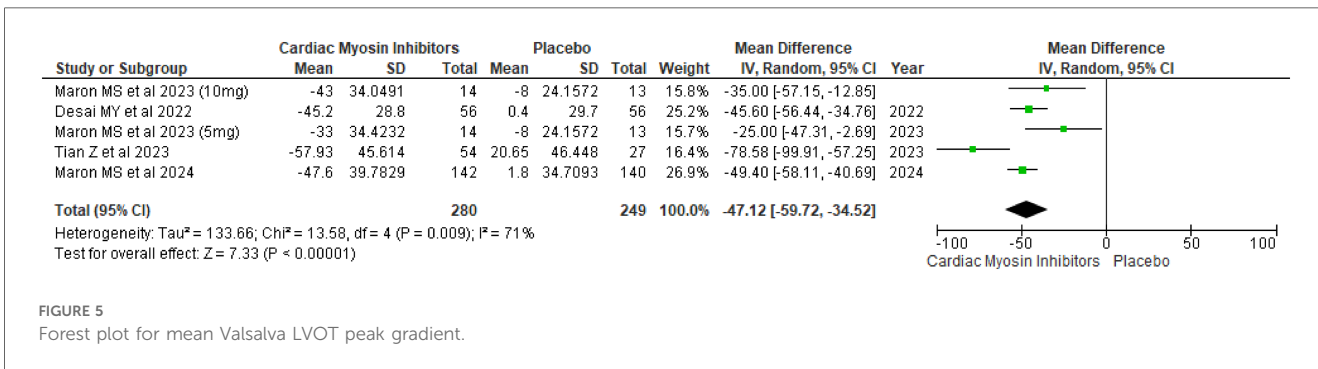 Cardiac Myosin Inhibitors Placebo Mean Difference Mean Difference
Study or Subgroup Mean SD Total Mean SD Total Weight IV, Random, 95% CI Year IV, Random, 95% CI
Maron MS et al 2023 (10mg) -43 34.0491 14 -8 24.1572 13 15.8% -35.00 [-57.15, -12.85]
Desai MY et al 2022 -45.2 28.8 56 0.4 29.7 56 25.2% -45.60 [-56.44, -34.76] 2022
Maron MS et al 2023 (5mg) -33 34.4232 14 -8 24.1572 13 15.7% -25.00 [-47.31, -2.69] 2023
Tian Z et al 2023 -57.93 45.614 54 20.65 46.448 27 16.4% -78.58 [-99.91, -57.25] 2023
Maron MS et al 2024 -47.6 39.7829 142 1.8 34.7093 140 26.9% -49.40 [-58.11, -40.69] 2024
Total (95% CI) 280 249 100.0% -47.12 [-59.72, -34.52]
Heterogeneity: Tau² = 133.66; Chi² = 13.58, df = 4 (P = 0.009); I² = 71%
Test for overall effect: Z = 7.33 (P < 0.00001)
-100 -50 0 50 100
Cardiac Myosin Inhibitors Placebo
FIGURE 5
Forest plot for mean Valsalva LVOT peak gradient.